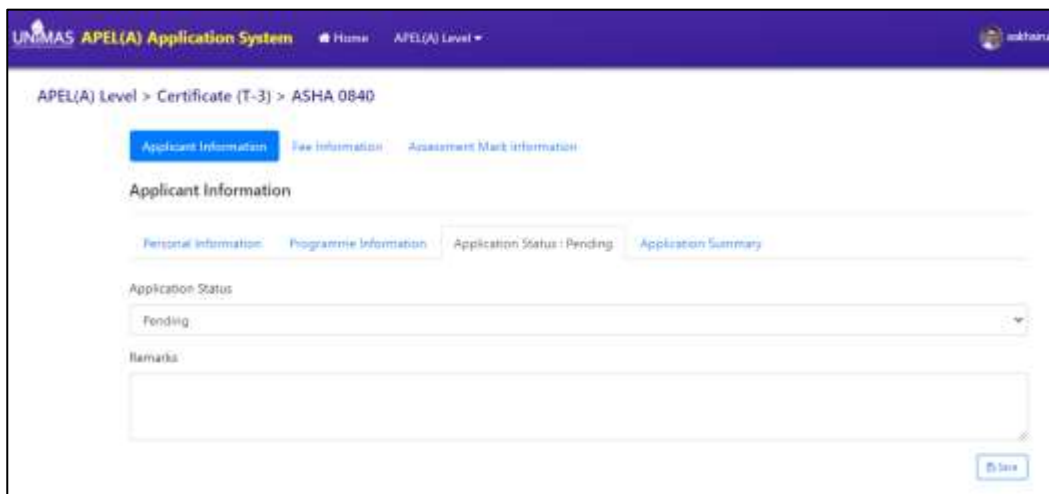 UNIMAS APEL(A) Application System Home APEL(A) Level
APEL(A) Level > Certificate (T-3) > ASHA 0840
Applicant Information Fee Information Assessment Mark information
Applicant Information
Personal Information Programme Information Application Status : Pending Application Summary
Application Status
Pending
Remarks
Save